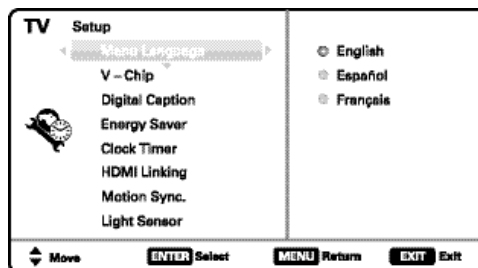 TV Setup
Menu Language
English
V - Chip
Español
Digital Caption
Français
Energy Saver
Clock Timer
HDMI Linking
Motion Sync.
Light Sensor
Move ENTER Select MENU Return EXIT Exit